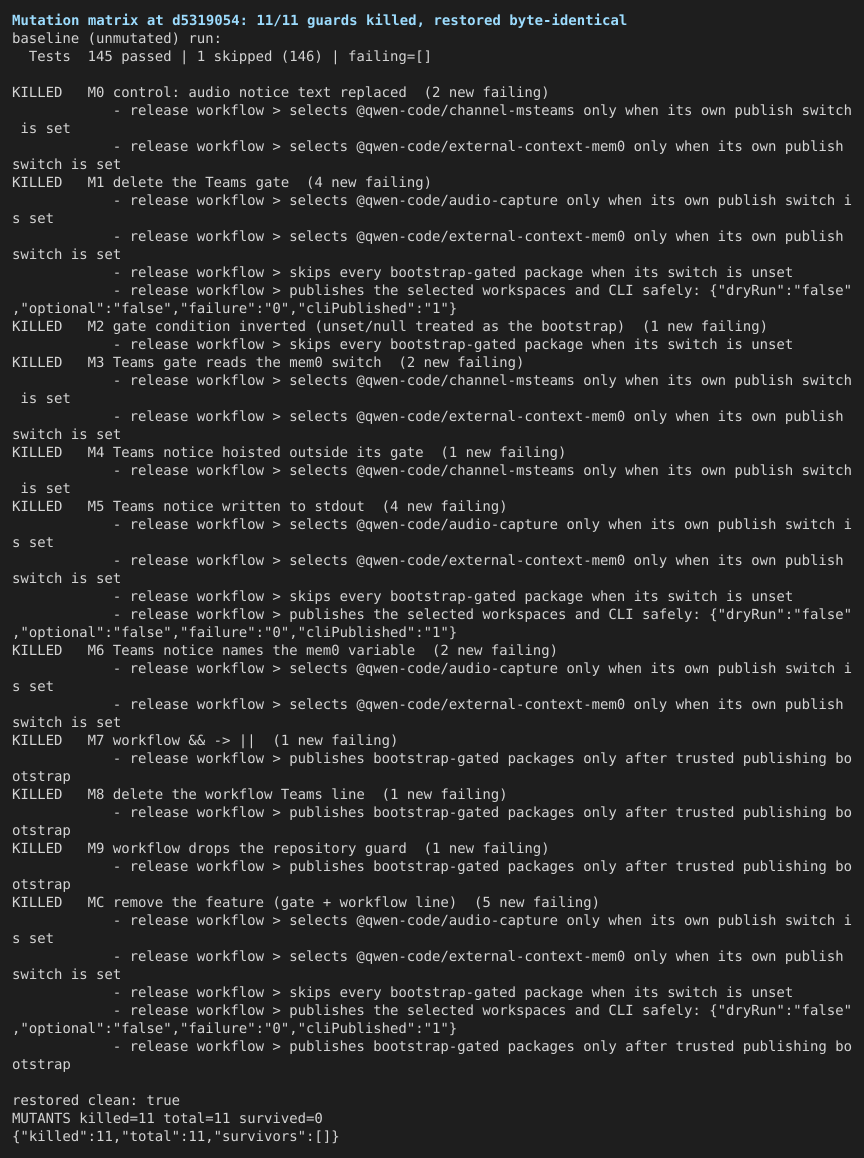 Mutation matrix at d5319054: 11/11 guards killed, restored byte-identical
baseline (unmutated) run:
  Tests  145 passed | 1 skipped (146) | failing=[]

KILLED   M0 control: audio notice text replaced  (2 new failing)
            - release workflow > selects @qwen-code/channel-msteams only when its own publish switch
 is set
            - release workflow > selects @qwen-code/external-context-mem0 only when its own publish
switch is set
KILLED   M1 delete the Teams gate  (4 new failing)
            - release workflow > selects @qwen-code/audio-capture only when its own publish switch i
s set
            - release workflow > selects @qwen-code/external-context-mem0 only when its own publish
switch is set
            - release workflow > skips every bootstrap-gated package when its switch is unset
            - release workflow > publishes the selected workspaces and CLI safely: {"dryRun":"false"
,"optional":"false","failure":"0","cliPublished":"1"}
KILLED   M2 gate condition inverted (unset/null treated as the bootstrap)  (1 new failing)
            - release workflow > skips every bootstrap-gated package when its switch is unset
KILLED   M3 Teams gate reads the mem0 switch  (2 new failing)
            - release workflow > selects @qwen-code/channel-msteams only when its own publish switch
 is set
            - release workflow > selects @qwen-code/external-context-mem0 only when its own publish
switch is set
KILLED   M4 Teams notice hoisted outside its gate  (1 new failing)
            - release workflow > selects @qwen-code/channel-msteams only when its own publish switch
 is set
KILLED   M5 Teams notice written to stdout  (4 new failing)
            - release workflow > selects @qwen-code/audio-capture only when its own publish switch i
s set
            - release workflow > selects @qwen-code/external-context-mem0 only when its own publish
switch is set
            - release workflow > skips every bootstrap-gated package when its switch is unset
            - release workflow > publishes the selected workspaces and CLI safely: {"dryRun":"false"
,"optional":"false","failure":"0","cliPublished":"1"}
KILLED   M6 Teams notice names the mem0 variable  (2 new failing)
            - release workflow > selects @qwen-code/audio-capture only when its own publish switch i
s set
            - release workflow > selects @qwen-code/external-context-mem0 only when its own publish
switch is set
KILLED   M7 workflow && -> ||  (1 new failing)
            - release workflow > publishes bootstrap-gated packages only after trusted publishing bo
otstrap
KILLED   M8 delete the workflow Teams line  (1 new failing)
            - release workflow > publishes bootstrap-gated packages only after trusted publishing bo
otstrap
KILLED   M9 workflow drops the repository guard  (1 new failing)
            - release workflow > publishes bootstrap-gated packages only after trusted publishing bo
otstrap
KILLED   MC remove the feature (gate + workflow line)  (5 new failing)
            - release workflow > selects @qwen-code/audio-capture only when its own publish switch i
s set
            - release workflow > selects @qwen-code/external-context-mem0 only when its own publish
switch is set
            - release workflow > skips every bootstrap-gated package when its switch is unset
            - release workflow > publishes the selected workspaces and CLI safely: {"dryRun":"false"
,"optional":"false","failure":"0","cliPublished":"1"}
            - release workflow > publishes bootstrap-gated packages only after trusted publishing bo
otstrap

restored clean: true
MUTANTS killed=11 total=11 survived=0
{"killed":11,"total":11,"survivors":[]}